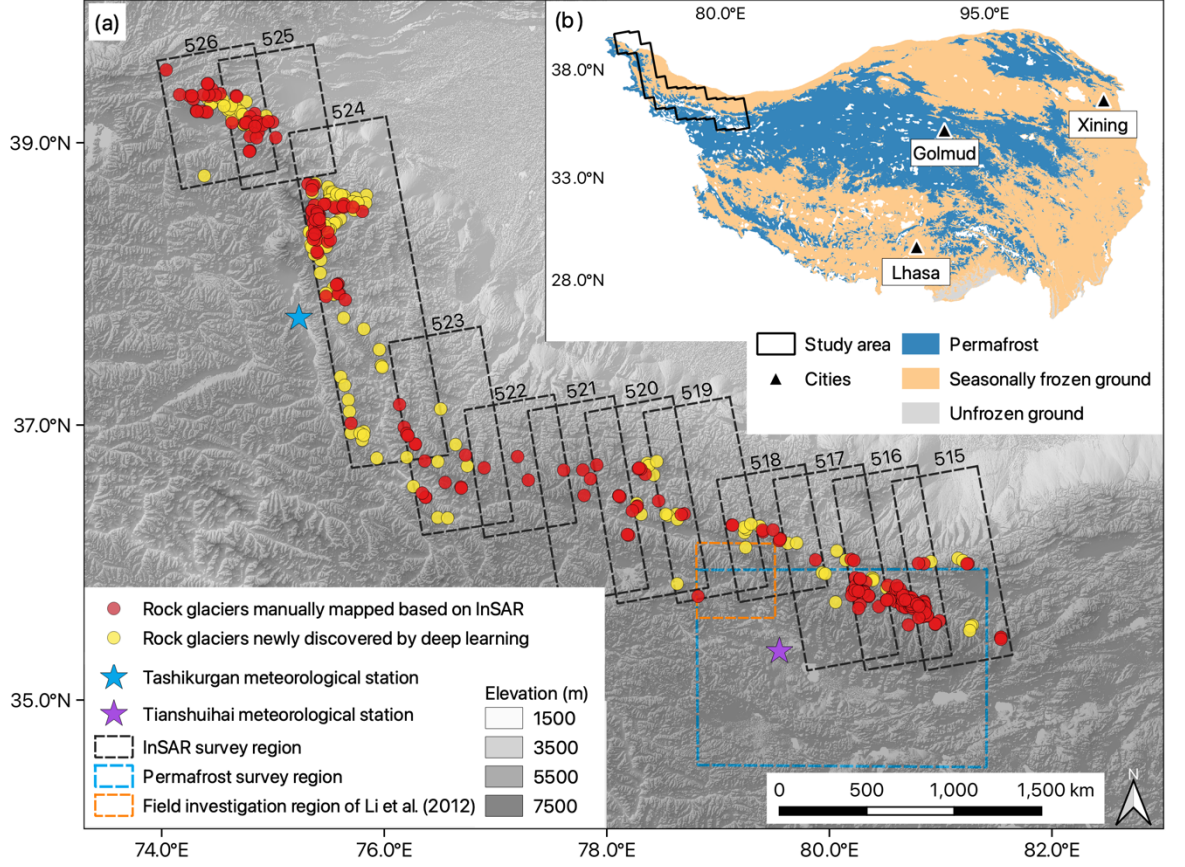 (a)
526
525
524
523
522
521
520
519
518
517
516
515
39.0°N
37.0°N
35.0°N
74.0°E
76.0°E
78.0°E
80.0°E
82.0°E
(b)
80.0°E
95.0°E
38.0°N
33.0°N
28.0°N
Xining
Golmud
Lhasa
Study area
Cities
Permafrost
Seasonally frozen ground
Unfrozen ground
Rock glaciers manually mapped based on InSAR
Rock glaciers newly discovered by deep learning
Tashikurgan meteorological station
Tianshuihai meteorological station
InSAR survey region
Permafrost survey region
Field investigation region of Li et al. (2012)
Elevation (m)
1500
3500
5500
7500
0
500
1,000
1,500 km
N